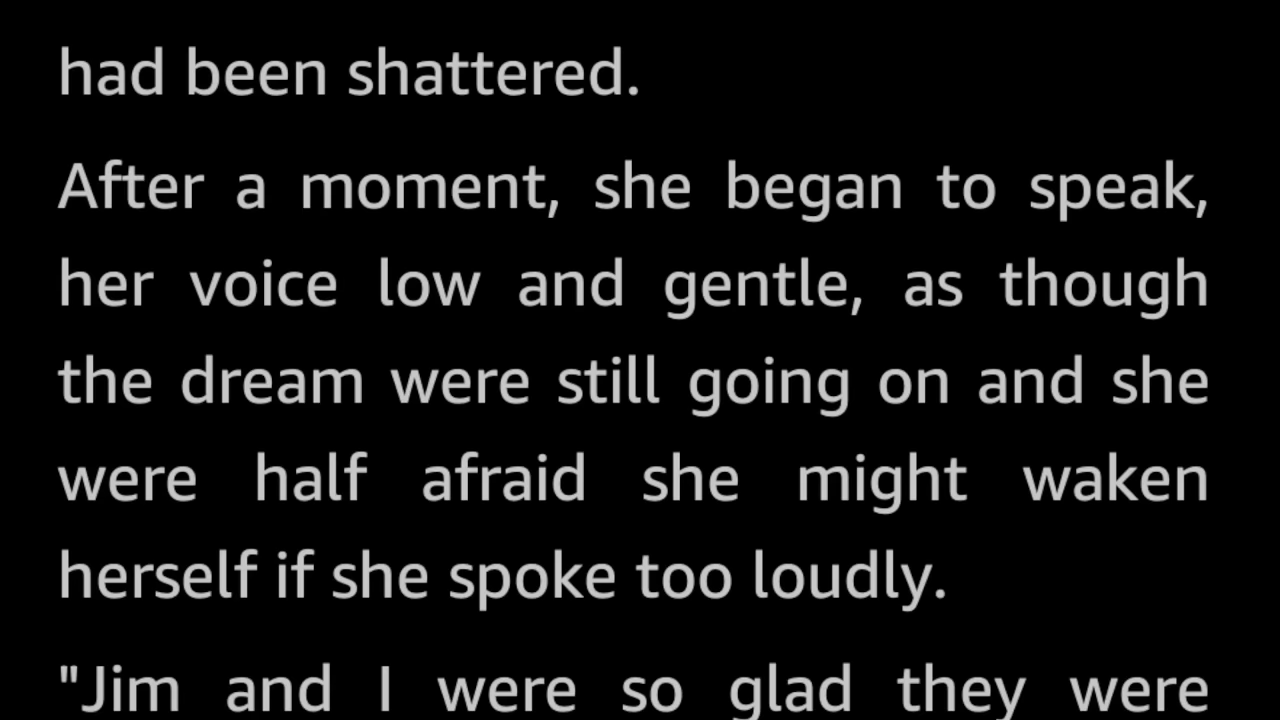 had been shattered.
After a moment, she began to speak,
her voice low and gentle, as though
the dream were still going on and she
were half afraid she might waken
herself if she spoke too loudly.
"Jim and I were so glad they were